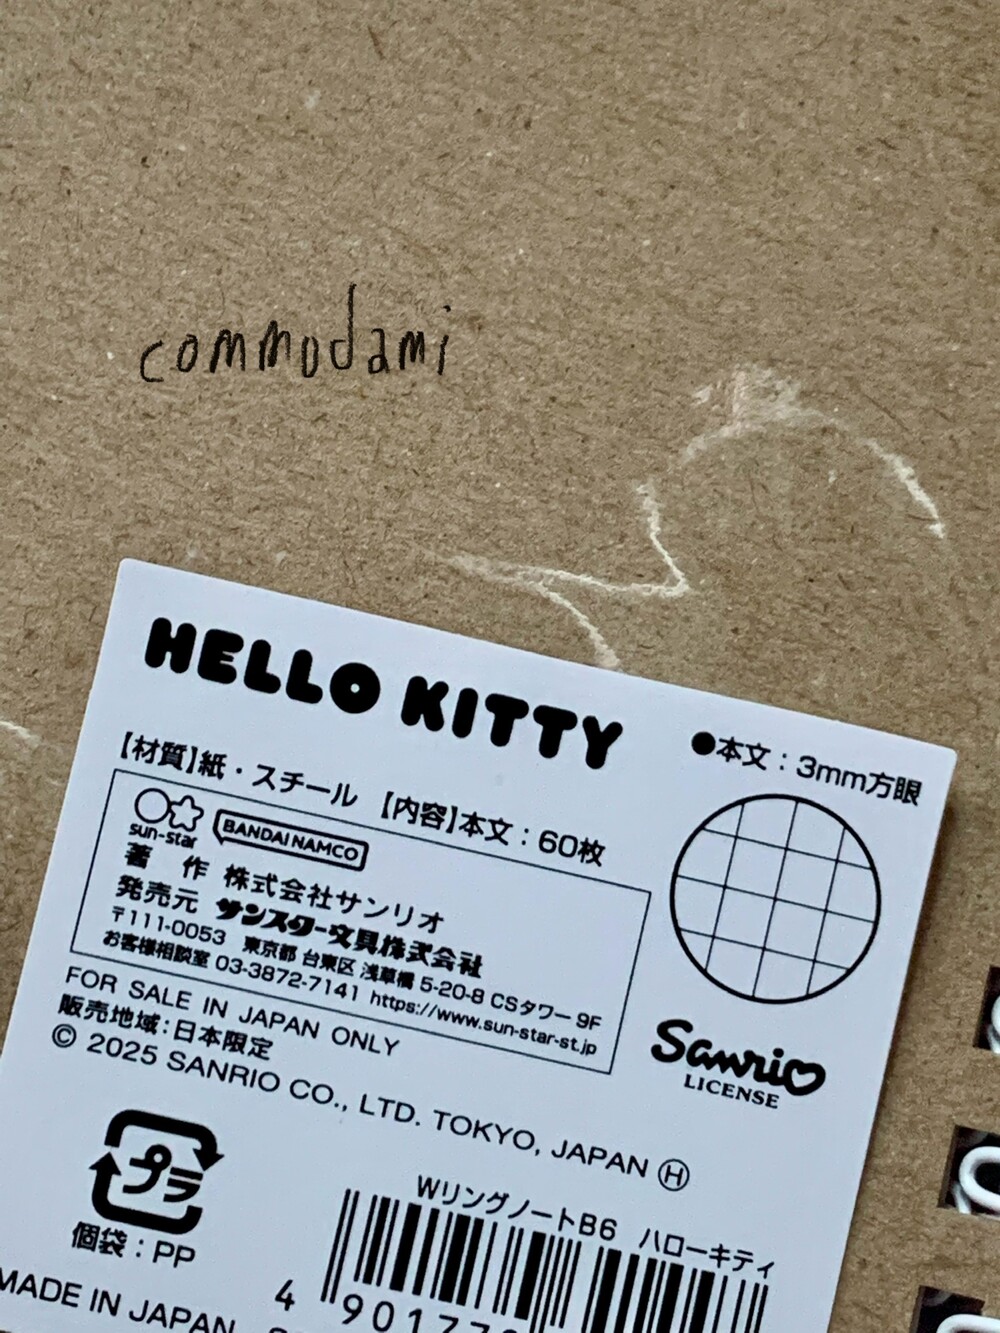 commodami
HELLO KITTY
【材質】紙・スチール 【内容】本文：60枚
●本文：3mm方眼
sun-star BANDAI NAMCO
著 作 株式会社サンリオ
発売元 サンスター文具株式会社
〒111-0053 東京都 台東区 浅草橋 5-20-8 CSタワー 9F
お客様相談室 03-3872-7141 https://www.sun-star-st.jp
FOR SALE IN JAPAN ONLY
販売地域：日本限定
© 2025 SANRIO CO., LTD. TOKYO, JAPAN Ⓗ
Sanrio
LICENSE
プラ
個袋：PP
Wリングノート B6 ハローキティ
MADE IN JAPAN
4 90177